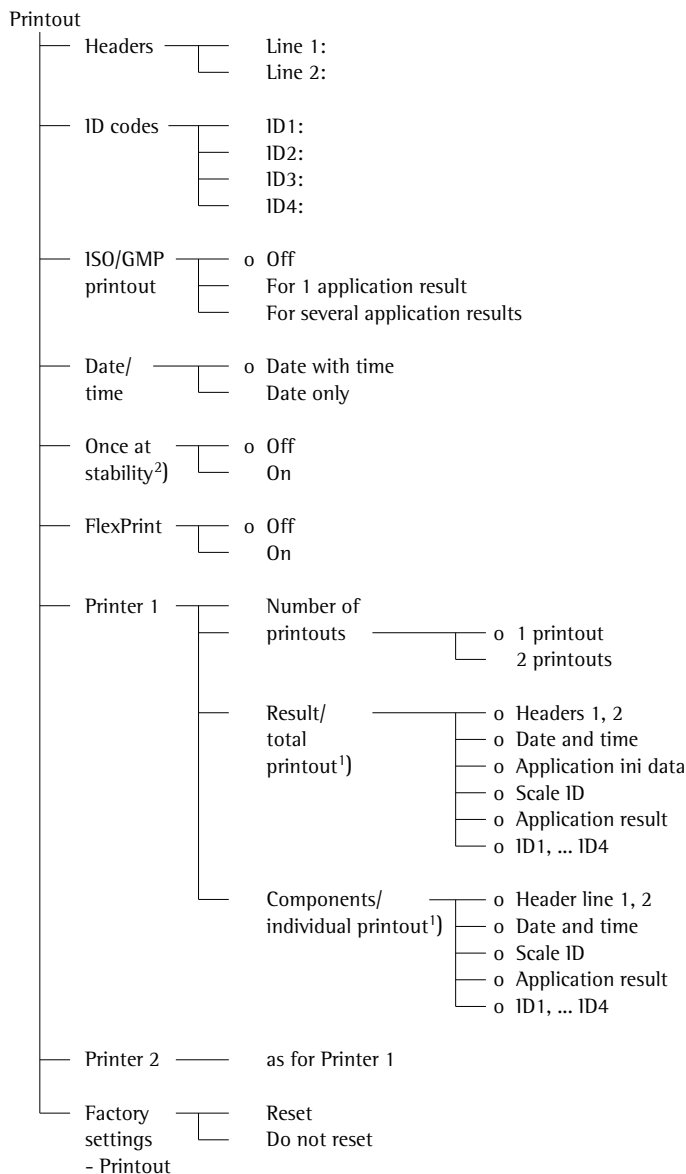 Printout
Headers Line 1:
Line 2:
ID codes ID1:
ID2:
ID3:
ID4:
ISO/GMP o Off
printout For 1 application result
For several application results
Date/ o Date with time
time Date only
Once at o Off
stability2) On
FlexPrint o Off
On
Printer 1 Number of
printouts o 1 printout
2 printouts
Result/ o Headers 1, 2
total o Date and time
printout1) o Application ini data
o Scale ID
o Application result
o ID1, ... ID4
Components/ o Header line 1, 2
individual printout1) o Date and time
o Scale ID
o Application result
o ID1, ... ID4
Printer 2 as for Printer 1
Factory Reset
settings Do not reset
- Printout